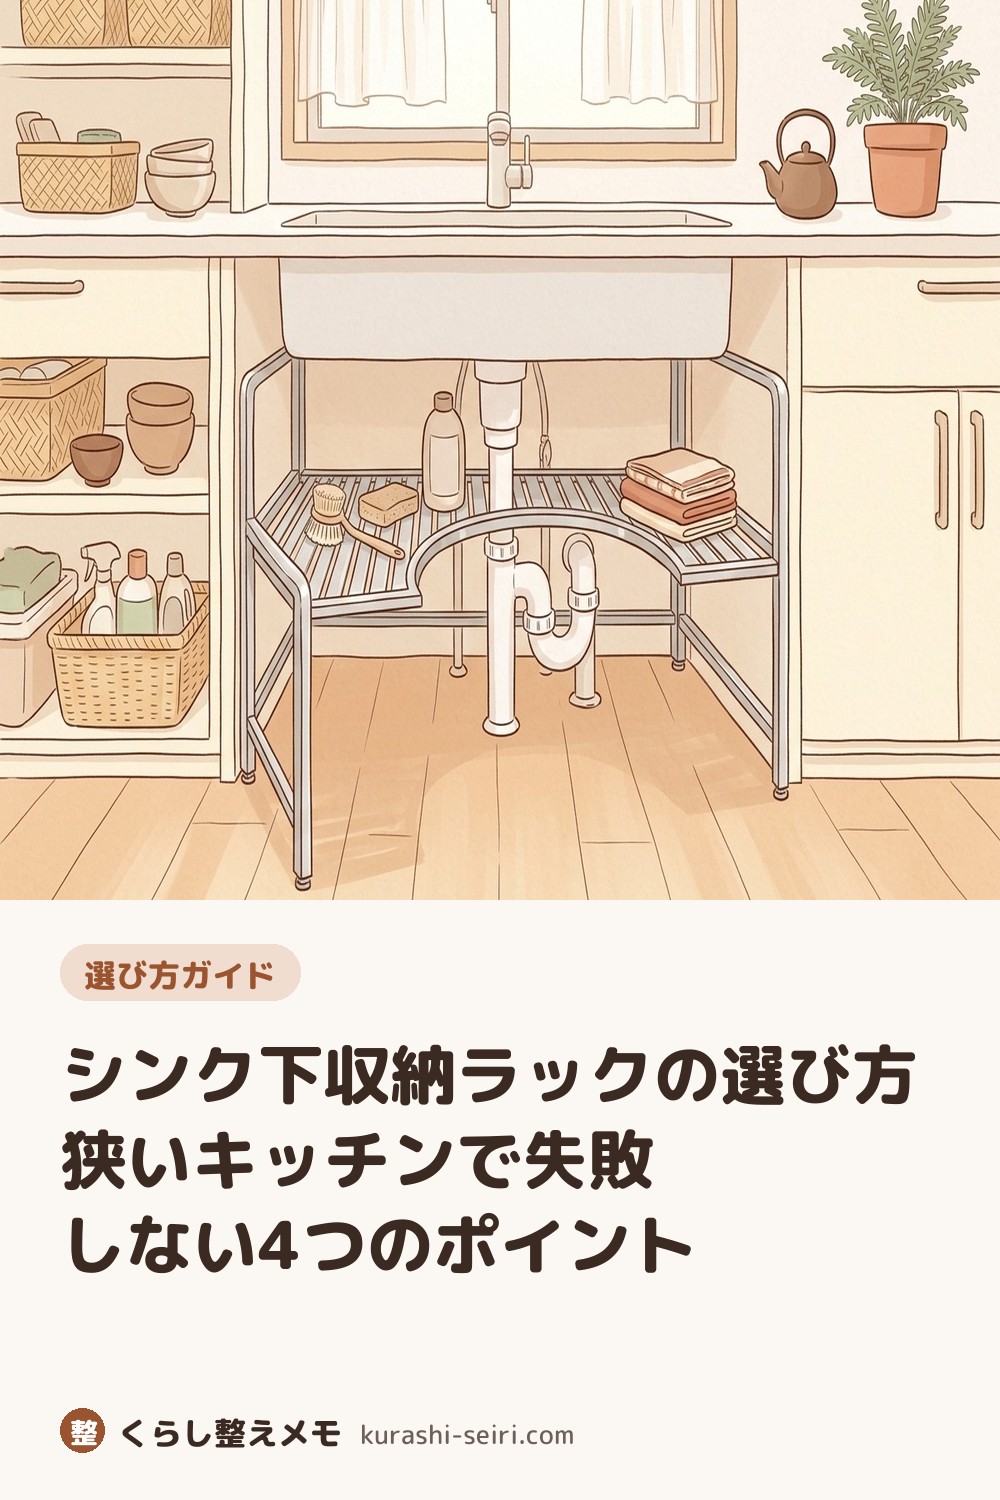 選び方ガイド
シンク下収納ラックの選び方
狭いキッチンで失敗
しない4つのポイント
整 くらし整えメモ kurashi-seiri.com